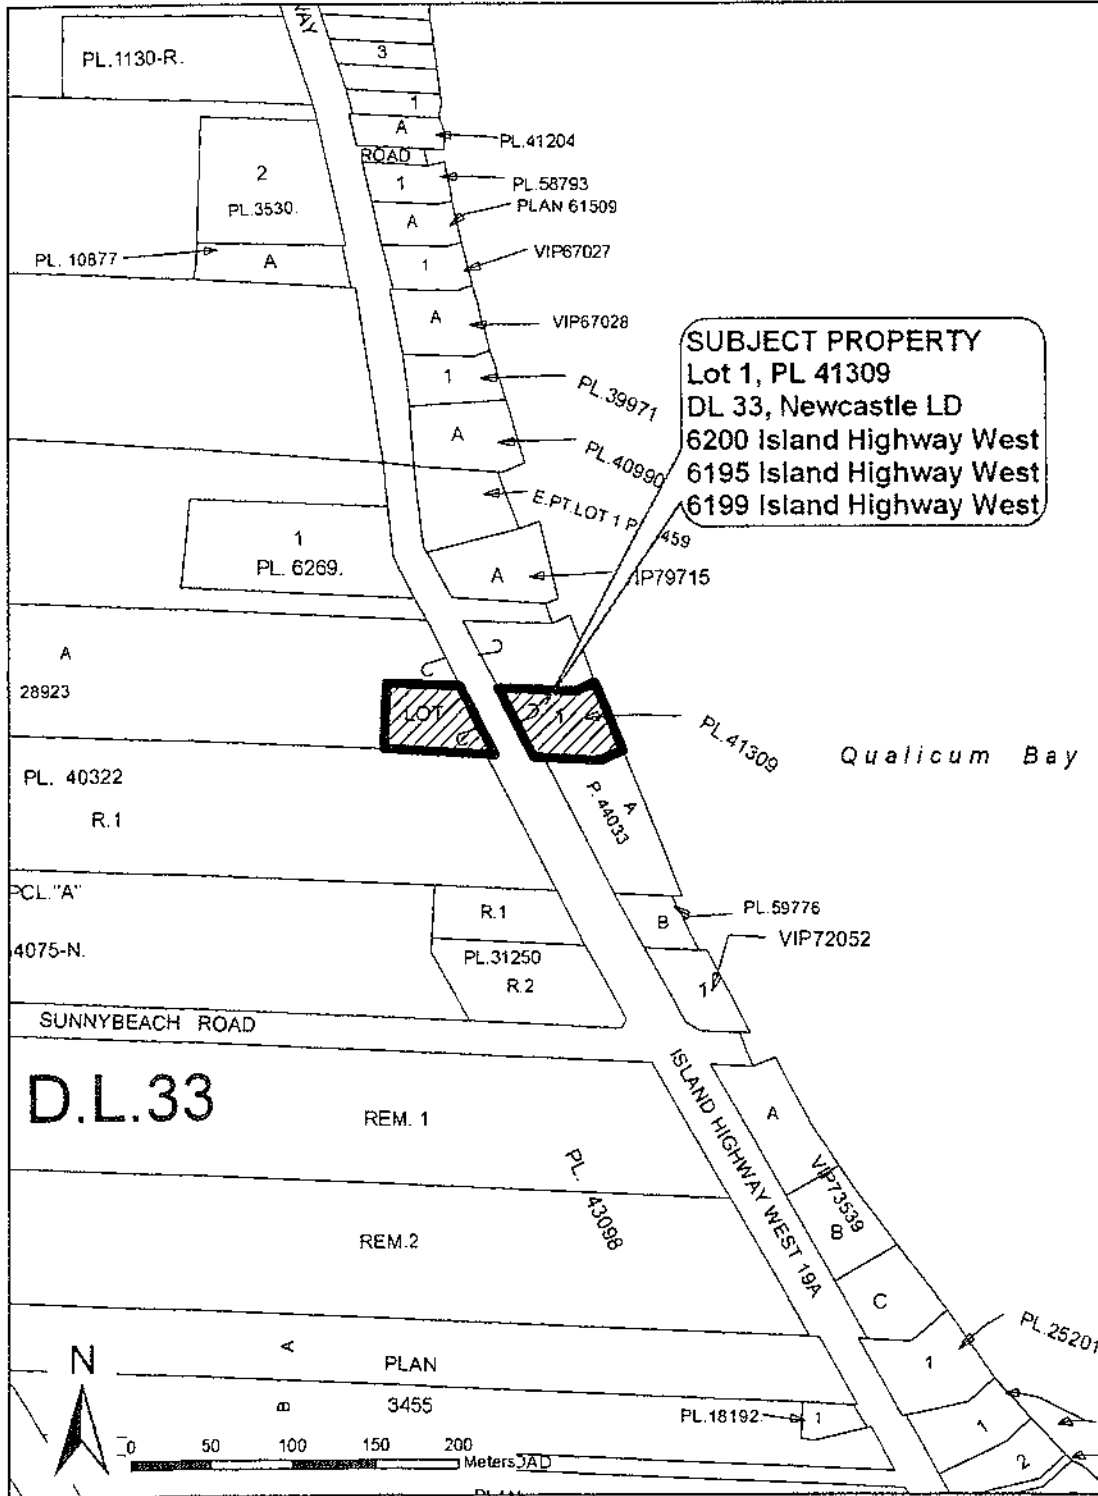 WAY
PL.1130-R.
3
1
A
PL.41204
ROAD
2
PL.3530.
1
PL.58793
PLAN 61509
A
PL. 10877
A
1
VIP67027
A
VIP67028
SUBJECT PROPERTY
Lot 1, PL 41309
DL 33, Newcastle LD
6200 Island Highway West
6195 Island Highway West
6199 Island Highway West
1
PL.39971
A
PL.40990
E.PT.LOT 1 P
459
1
PL. 6269.
A
IP79715
A
28923
LOT
1
PL.41309
Qualicum Bay
PL. 40322
R.1
A
P. 44033
PCL."A"
4075-N.
R.1
PL.31250
R.2
B
PL.59776
VIP72052
1
SUNNYBEACH ROAD
D.L.33
REM. 1
PL. 43098
ISLAND HIGHWAY WEST 19A
A
VIP73539
B
C
REM.2
1
PL.25201
N
A
PLAN
B
3455
PL.18192.
1
1
2
0 50 100 150 200
Meters
OAD
PLAN